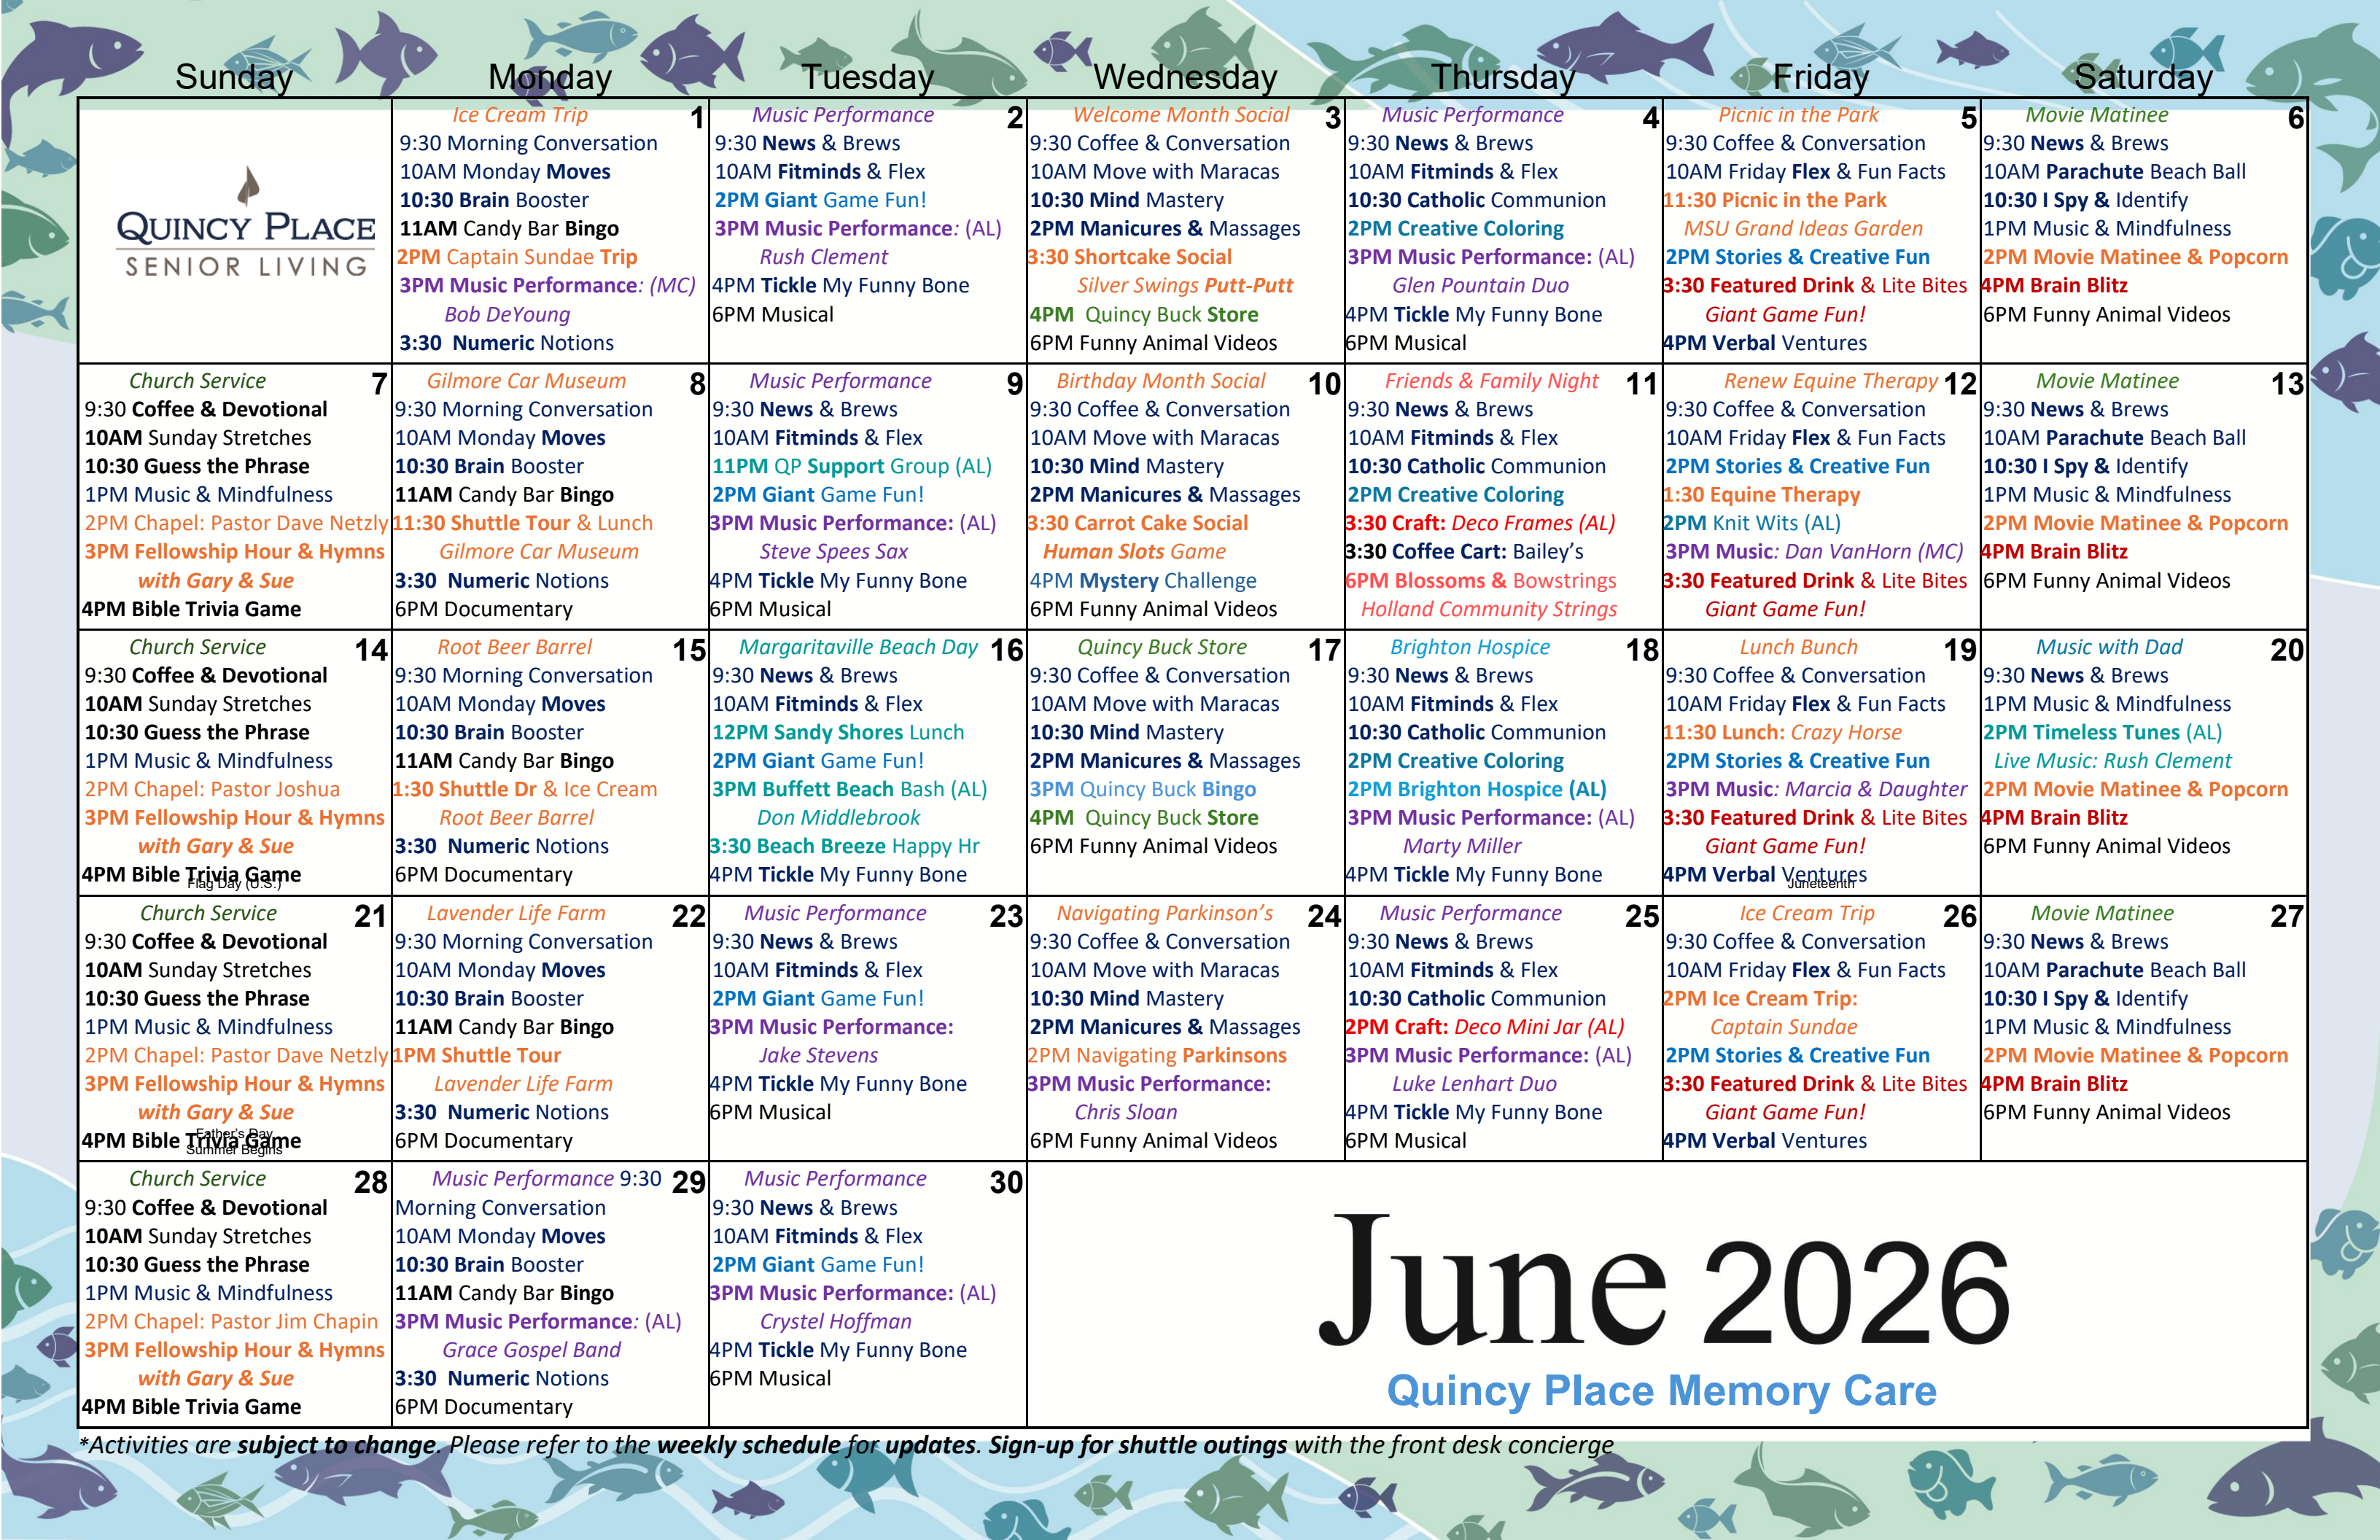 Sunday Monday Tuesday Wednesday Thursday Friday Saturday
QUINCY PLACE
SENIOR LIVING
Ice Cream Trip 1
9:30 Morning Conversation
10AM Monday Moves
10:30 Brain Booster
11AM Candy Bar Bingo
2PM Captain Sundae Trip
3PM Music Performance: (MC)
Bob DeYoung
3:30 Numeric Notions
Music Performance 2
9:30 News & Brews
10AM Fitminds & Flex
2PM Giant Game Fun!
3PM Music Performance: (AL)
Rush Clement
4PM Tickle My Funny Bone
6PM Musical
Welcome Month Social 3
9:30 Coffee & Conversation
10AM Move with Maracas
10:30 Mind Mastery
2PM Manicures & Massages
3:30 Shortcake Social
Silver Swings Putt-Putt
4PM Quincy Buck Store
6PM Funny Animal Videos
Music Performance 4
9:30 News & Brews
10AM Fitminds & Flex
10:30 Catholic Communion
2PM Creative Coloring
3PM Music Performance: (AL)
Glen Pountain Duo
4PM Tickle My Funny Bone
6PM Musical
Picnic in the Park 5
9:30 Coffee & Conversation
10AM Friday Flex & Fun Facts
11:30 Picnic in the Park
MSU Grand Ideas Garden
2PM Stories & Creative Fun
3:30 Featured Drink & Lite Bites
Giant Game Fun!
4PM Verbal Ventures
Movie Matinee 6
9:30 News & Brews
10AM Parachute Beach Ball
10:30 I Spy & Identify
1PM Music & Mindfulness
2PM Movie Matinee & Popcorn
4PM Brain Blitz
6PM Funny Animal Videos
Church Service 7
9:30 Coffee & Devotional
10AM Sunday Stretches
10:30 Guess the Phrase
1PM Music & Mindfulness
2PM Chapel: Pastor Dave Netzly
3PM Fellowship Hour & Hymns
with Gary & Sue
4PM Bible Trivia Game
Gilmore Car Museum 8
9:30 Morning Conversation
10AM Monday Moves
10:30 Brain Booster
11AM Candy Bar Bingo
11:30 Shuttle Tour & Lunch
Gilmore Car Museum
3:30 Numeric Notions
6PM Documentary
Music Performance 9
9:30 News & Brews
10AM Fitminds & Flex
11PM QP Support Group (AL)
2PM Giant Game Fun!
3PM Music Performance: (AL)
Steve Spees Sax
4PM Tickle My Funny Bone
6PM Musical
Birthday Month Social 10
9:30 Coffee & Conversation
10AM Move with Maracas
10:30 Mind Mastery
2PM Manicures & Massages
3:30 Carrot Cake Social
Human Slots Game
4PM Mystery Challenge
6PM Funny Animal Videos
Friends & Family Night 11
9:30 News & Brews
10AM Fitminds & Flex
10:30 Catholic Communion
2PM Creative Coloring
3:30 Craft: Deco Frames (AL)
3:30 Coffee Cart: Bailey's
6PM Blossoms & Bowstrings
Holland Community Strings
Renew Equine Therapy 12
9:30 Coffee & Conversation
10AM Friday Flex & Fun Facts
2PM Stories & Creative Fun
1:30 Equine Therapy
2PM Knit Wits (AL)
3PM Music: Dan VanHorn (MC)
3:30 Featured Drink & Lite Bites
Giant Game Fun!
Movie Matinee 13
9:30 News & Brews
10AM Parachute Beach Ball
10:30 I Spy & Identify
1PM Music & Mindfulness
2PM Movie Matinee & Popcorn
4PM Brain Blitz
6PM Funny Animal Videos
Church Service 14
9:30 Coffee & Devotional
10AM Sunday Stretches
10:30 Guess the Phrase
1PM Music & Mindfulness
2PM Chapel: Pastor Joshua
3PM Fellowship Hour & Hymns
with Gary & Sue
4PM Bible Trivia Game
Flag Day (U.S.)
Root Beer Barrel 15
9:30 Morning Conversation
10AM Monday Moves
10:30 Brain Booster
11AM Candy Bar Bingo
1:30 Shuttle Dr & Ice Cream
Root Beer Barrel
3:30 Numeric Notions
6PM Documentary
Margaritaville Beach Day 16
9:30 News & Brews
10AM Fitminds & Flex
12PM Sandy Shores Lunch
2PM Giant Game Fun!
3PM Buffett Beach Bash (AL)
Don Middlebrook
3:30 Beach Breeze Happy Hr
4PM Tickle My Funny Bone
Quincy Buck Store 17
9:30 Coffee & Conversation
10AM Move with Maracas
10:30 Mind Mastery
2PM Manicures & Massages
3PM Quincy Buck Bingo
4PM Quincy Buck Store
6PM Funny Animal Videos
Brighton Hospice 18
9:30 News & Brews
10AM Fitminds & Flex
10:30 Catholic Communion
2PM Creative Coloring
2PM Brighton Hospice (AL)
3PM Music Performance: (AL)
Marty Miller
4PM Tickle My Funny Bone
Lunch Bunch 19
9:30 Coffee & Conversation
10AM Friday Flex & Fun Facts
11:30 Lunch: Crazy Horse
2PM Stories & Creative Fun
3PM Music: Marcia & Daughter
3:30 Featured Drink & Lite Bites
Giant Game Fun!
4PM Verbal Ventures
Juneteenth
Music with Dad 20
9:30 News & Brews
1PM Music & Mindfulness
2PM Timeless Tunes (AL)
Live Music: Rush Clement
2PM Movie Matinee & Popcorn
4PM Brain Blitz
6PM Funny Animal Videos
Church Service 21
9:30 Coffee & Devotional
10AM Sunday Stretches
10:30 Guess the Phrase
1PM Music & Mindfulness
2PM Chapel: Pastor Dave Netzly
3PM Fellowship Hour & Hymns
with Gary & Sue
4PM Bible Trivia Game
Father's Day
Summer Begins
Lavender Life Farm 22
9:30 Morning Conversation
10AM Monday Moves
10:30 Brain Booster
11AM Candy Bar Bingo
1PM Shuttle Tour
Lavender Life Farm
3:30 Numeric Notions
6PM Documentary
Music Performance 23
9:30 News & Brews
10AM Fitminds & Flex
2PM Giant Game Fun!
3PM Music Performance:
Jake Stevens
4PM Tickle My Funny Bone
6PM Musical
Navigating Parkinson's 24
9:30 Coffee & Conversation
10AM Move with Maracas
10:30 Mind Mastery
2PM Manicures & Massages
2PM Navigating Parkinsons
3PM Music Performance:
Chris Sloan
6PM Funny Animal Videos
Music Performance 25
9:30 News & Brews
10AM Fitminds & Flex
10:30 Catholic Communion
2PM Craft: Deco Mini Jar (AL)
3PM Music Performance: (AL)
Luke Lenhart Duo
4PM Tickle My Funny Bone
6PM Musical
Ice Cream Trip 26
9:30 Coffee & Conversation
10AM Friday Flex & Fun Facts
2PM Ice Cream Trip:
Captain Sundae
2PM Stories & Creative Fun
3:30 Featured Drink & Lite Bites
Giant Game Fun!
4PM Verbal Ventures
Movie Matinee 27
9:30 News & Brews
10AM Parachute Beach Ball
10:30 I Spy & Identify
1PM Music & Mindfulness
2PM Movie Matinee & Popcorn
4PM Brain Blitz
6PM Funny Animal Videos
Church Service 28
9:30 Coffee & Devotional
10AM Sunday Stretches
10:30 Guess the Phrase
1PM Music & Mindfulness
2PM Chapel: Pastor Jim Chapin
3PM Fellowship Hour & Hymns
with Gary & Sue
4PM Bible Trivia Game
Music Performance 9:30 29
Morning Conversation
10AM Monday Moves
10:30 Brain Booster
11AM Candy Bar Bingo
3PM Music Performance: (AL)
Grace Gospel Band
3:30 Numeric Notions
6PM Documentary
Music Performance 30
9:30 News & Brews
10AM Fitminds & Flex
2PM Giant Game Fun!
3PM Music Performance: (AL)
Crystel Hoffman
4PM Tickle My Funny Bone
6PM Musical
June 2026
Quincy Place Memory Care
*Activities are subject to change. Please refer to the weekly schedule for updates. Sign-up for shuttle outings with the front desk concierge